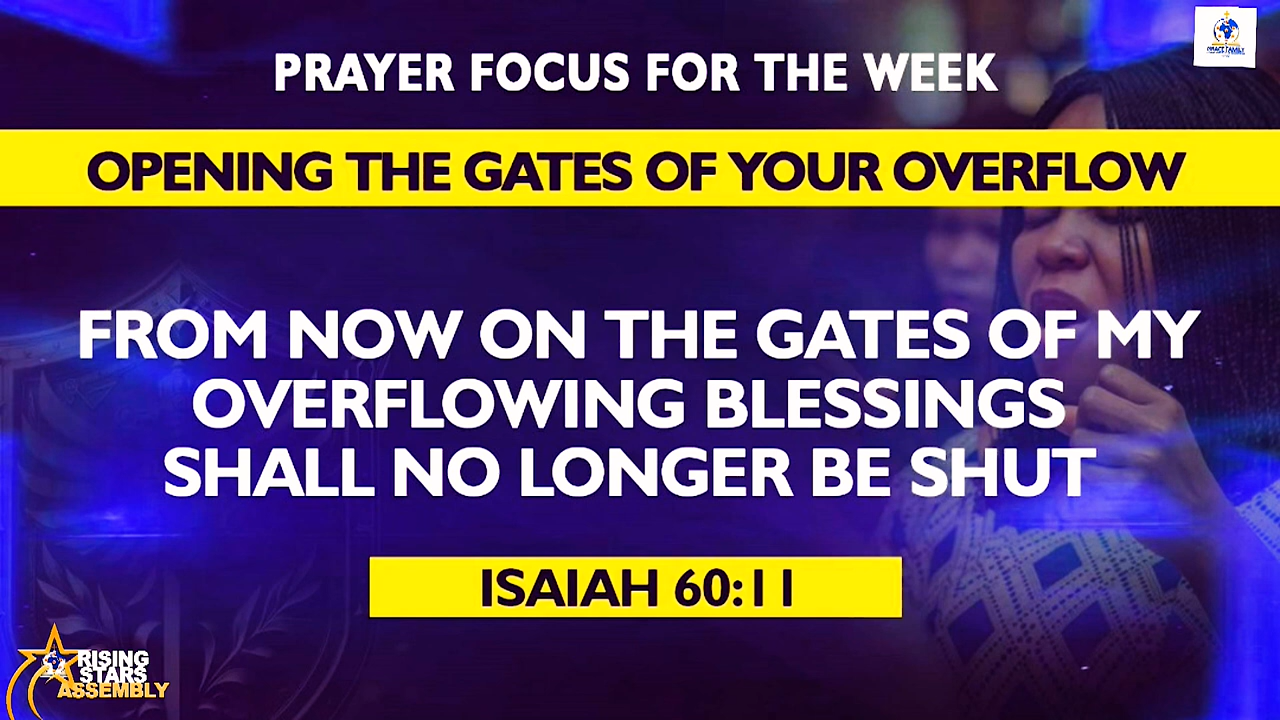 PRAYER FOCUS FOR THE WEEK
OPENING THE GATES OF YOUR OVERFLOW
FROM NOW ON THE GATES OF MY
OVERFLOWING BLESSINGS
SHALL NO LONGER BE SHUT
ISAIAH 60:11
RISING
STARS
ASSEMBLY